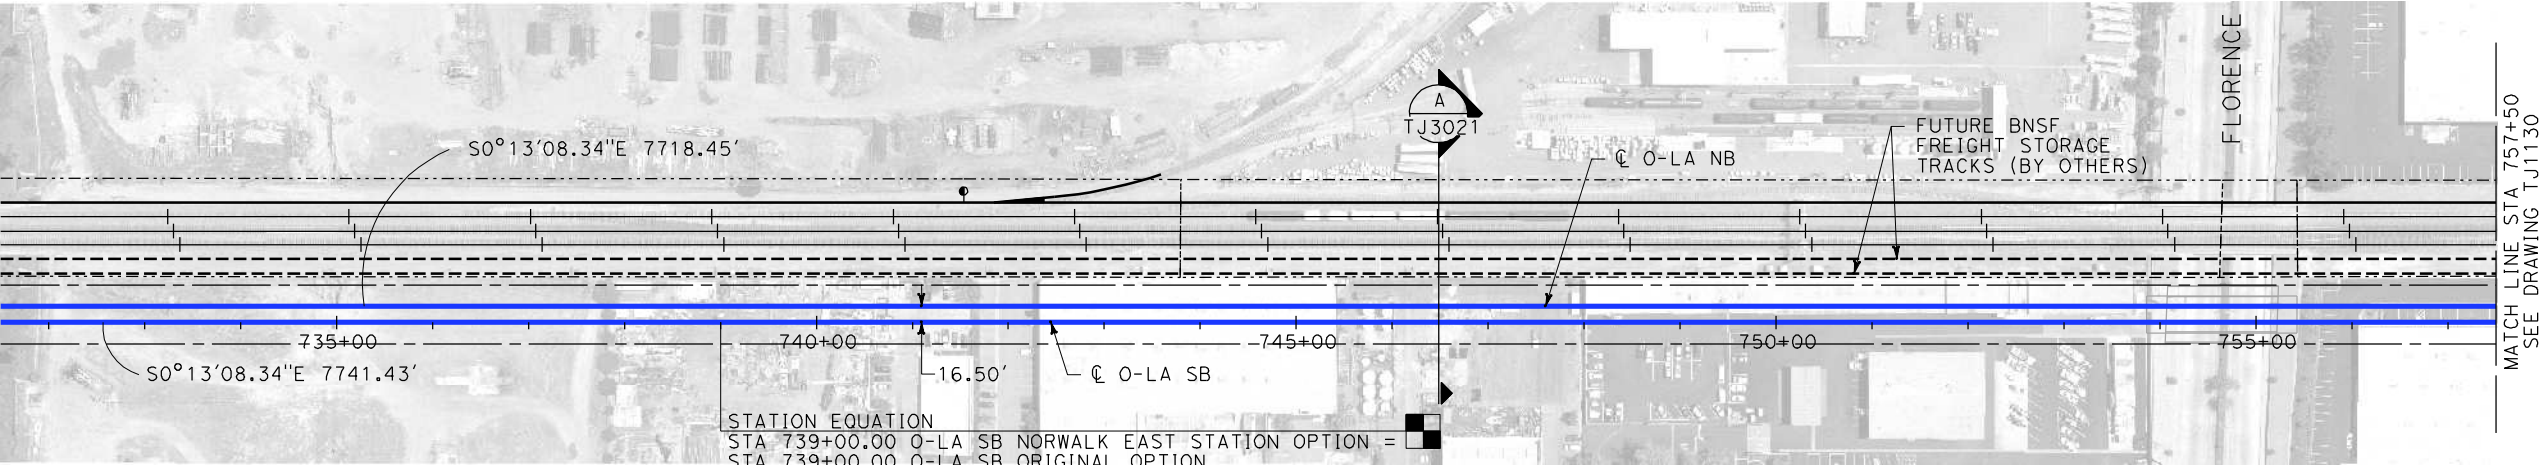 FLORENCE
A
TJ3021
S0°13'08.34"E 7718.45'
℄ O-LA NB
FUTURE BNSF
FREIGHT STORAGE
TRACKS (BY OTHERS)
MATCH LINE STA 757+50
SEE DRAWING TJ1130
735+00
740+00
745+00
750+00
755+00
S0°13'08.34"E 7741.43'
16.50'
℄ O-LA SB
STATION EQUATION
STA 739+00.00 O-LA SB NORWALK EAST STATION OPTION =
STA 739+00.00 O-LA SB ORIGINAL OPTION